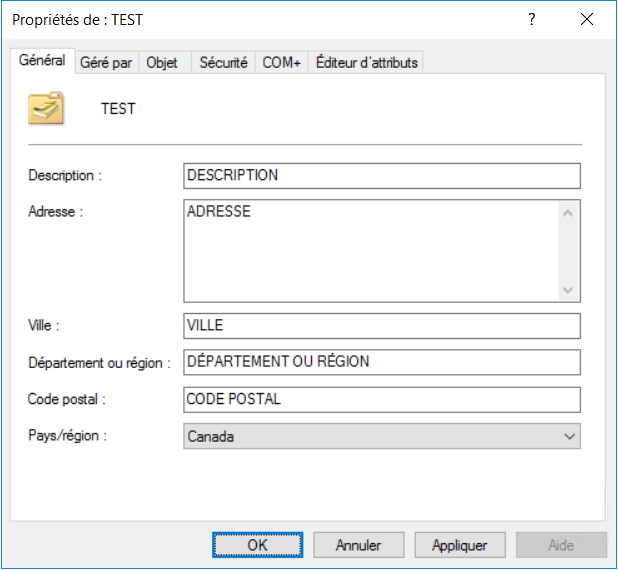 Propriétés de : TEST ? ×
Général Géré par Objet Sécurité COM+ Éditeur d'attributs
TEST
Description : DESCRIPTION
Adresse : ADRESSE
Ville : VILLE
Département ou région : DÉPARTEMENT OU RÉGION
Code postal : CODE POSTAL
Pays/région : Canada
OK Annuler Appliquer Aide